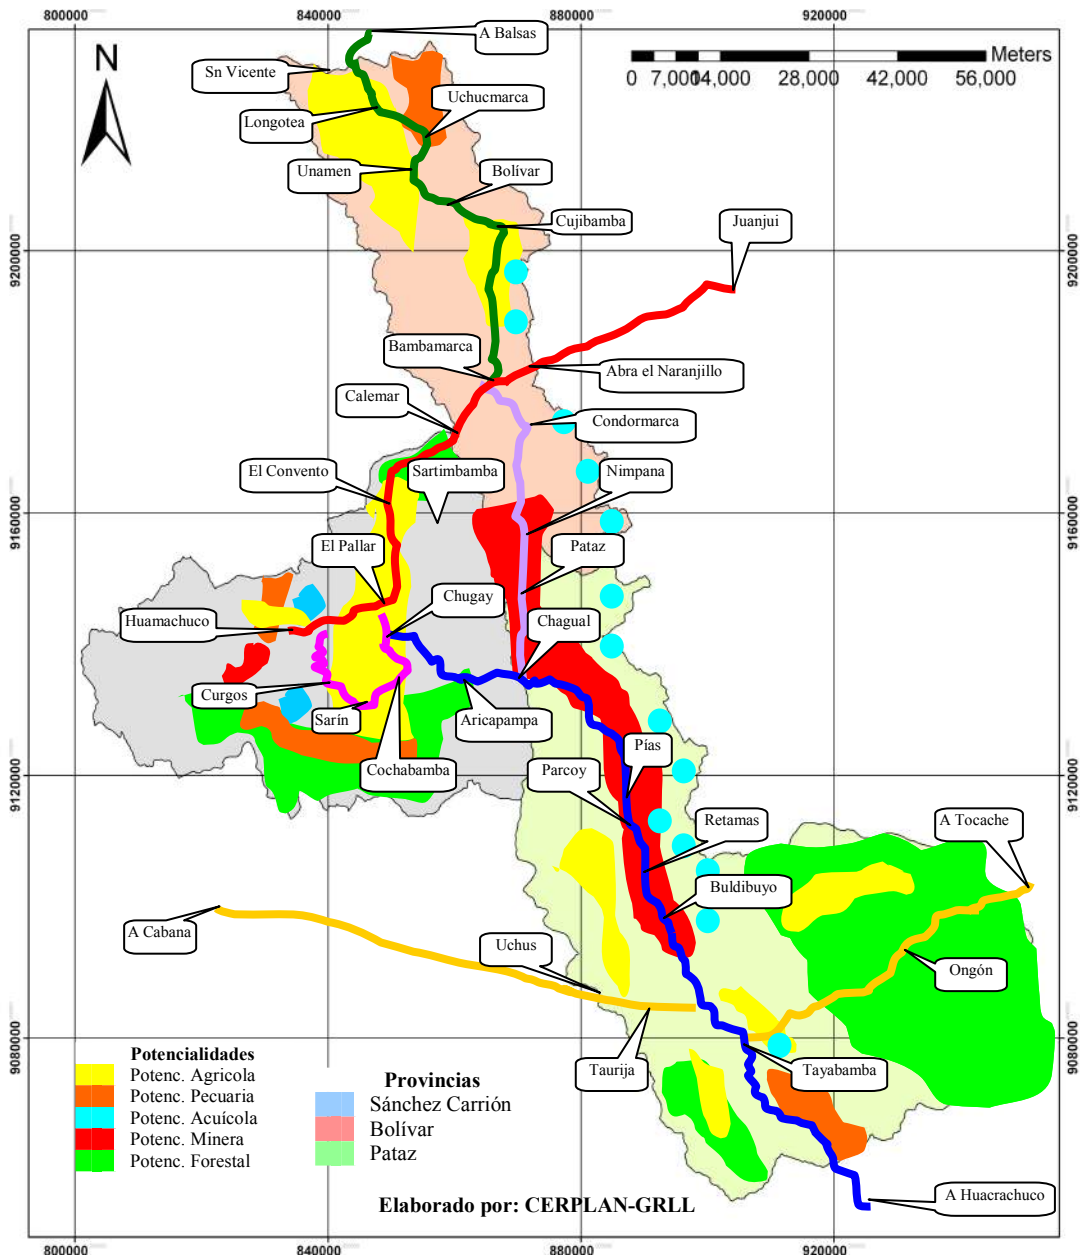 800000
840000
880000
920000
A Balsas
N
Meters
0
7,000
14,000
28,000
42,000
56,000
Sn Vicente
Uchucmarca
Longotea
Unamen
Bolívar
Cujibamba
Juanjui
9200000
9200000
Bambamarca
Abra el Naranjillo
Calemar
Condormarca
El Convento
Sartimbamba
Nimpana
9160000
9160000
El Pallar
Pataz
Chugay
Huamachuco
Chagual
Curgos
Sarín
Aricapampa
Pías
Cochabamba
Parcoy
9120000
9120000
Retamas
A Tocache
Buldibuyo
A Cabana
Uchus
Ongón
9080000
9080000
Taurija
Tayabamba
Potencialidades
Potenc. Agricola
Potenc. Pecuaria
Potenc. Acuícola
Potenc. Minera
Potenc. Forestal
Provincias
Sánchez Carrión
Bolívar
Pataz
A Huacrachuco
Elaborado por: CERPLAN-GRLL
800000
840000
880000
920000